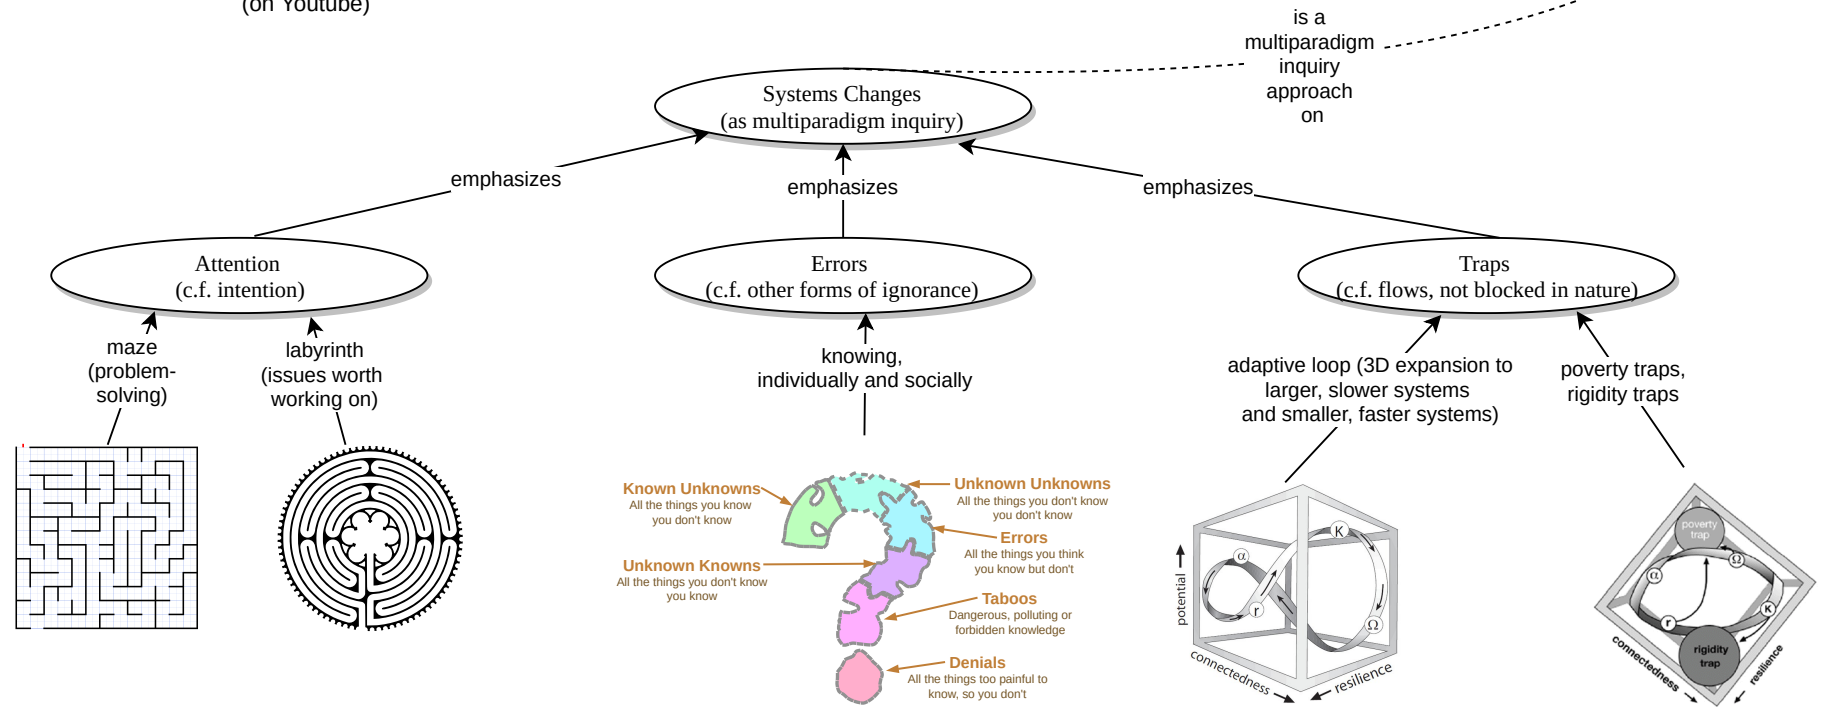 (on Youtube)
is a
multiparadigm
inquiry
approach
on
Systems Changes
(as multiparadigm inquiry)
emphasizes
emphasizes
emphasizes
Attention
(c.f. intention)
Errors
(c.f. other forms of ignorance)
Traps
(c.f. flows, not blocked in nature)
maze
(problem-
solving)
labyrinth
(issues worth
working on)
knowing,
individually and socially
adaptive loop (3D expansion to
larger, slower systems
and smaller, faster systems)
poverty traps,
rigidity traps
Known Unknowns
All the things you know
you don't know
Unknown Unknowns
All the things you don't know
you don't know
Errors
All the things you think
you know but don't
Unknown Knowns
All the things you don't know
you know
Taboos
Dangerous, polluting or
forbidden knowledge
Denials
All the things too painful to
know, so you don't
α
K
r
Ω
potential
connectedness
resilience
poverty
trap
α
Ω
r
K
rigidity
trap
connectedness
resilience